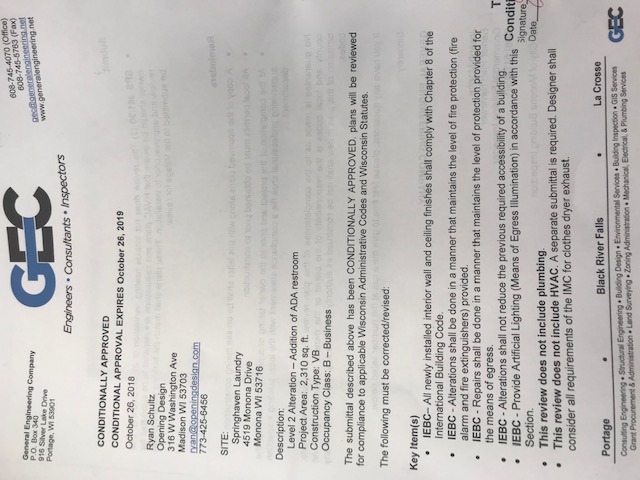 General Engineering Company
P.O. Box 340
916 Silver Lake Drive
Portage, WI 53901
GEC
Engineers • Consultants • Inspectors
608-745-4070 (Office)
608-745-5763 (Fax)
gec@generalengineering.net
www.generalengineering.net
CONDITIONALLY APPROVED
CONDITIONAL APPROVAL EXPIRES October 26, 2019
October 26, 2018
Ryan Schultz
Opening Design
316 W Washington Ave
Madison WI 53703
ryan@openingdesign.com
773-425-6456
SITE:
Springhaven Laundry
4519 Monona Drive
Monona WI 53716
Description:
Level 2 Alteration – Addition of ADA restroom
Project Area: 2,310 sq. ft.
Construction Type: VB
Occupancy Class: B – Business
The submittal described above has been CONDITIONALLY APPROVED. plans will be reviewed
for compliance to applicable Wisconsin Administrative Codes and Wisconsin Statutes.
The following must be corrected/revised:
Key Item(s)
• IEBC– All newly installed interior wall and ceiling finishes shall comply with Chapter 8 of the
International Building Code.
• IEBC - Alterations shall be done in a manner that maintains the level of fire protection (fire
alarm and fire extinguishers) provided.
• IEBC - Repairs shall be done in a manner that maintains the level of protection provided for
the means of egress.
• IEBC - Alterations shall not reduce the previous required accessibility of a building.
• IEBC - Provide Artificial Lighting (Means of Egress Illumination) in accordance with this
Section.
• This review does not include plumbing.
• This review does not include HVAC. A separate submittal is required. Designer shall
consider all requirements of the IMC for clothes dryer exhaust.
T
Conditi
Signature
Date
Portage • Black River Falls • La Crosse
Consulting Engineering • Structural Engineering • Building Design • Environmental Services • Building Inspection • GIS Services
Grant Procurement & Administration • Land Surveying • Zoning Administration • Mechanical, Electrical, & Plumbing Services
GEC